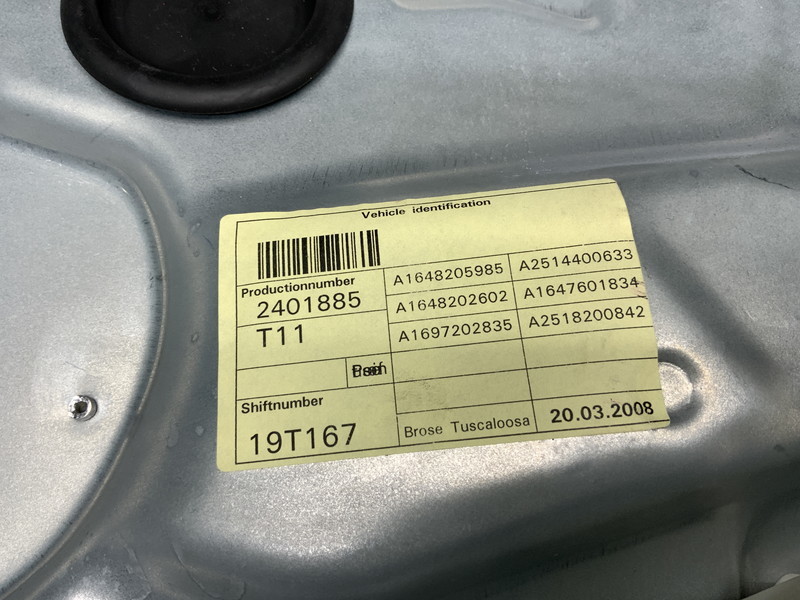 Vehicle identification
Productionnumber
2401885
T11
Shiftnumber
19T167
A1648205985 A2514400633
A1648202602 A1647601834
A1697202835 A2518200842
Brose Tuscaloosa 20.03.2008